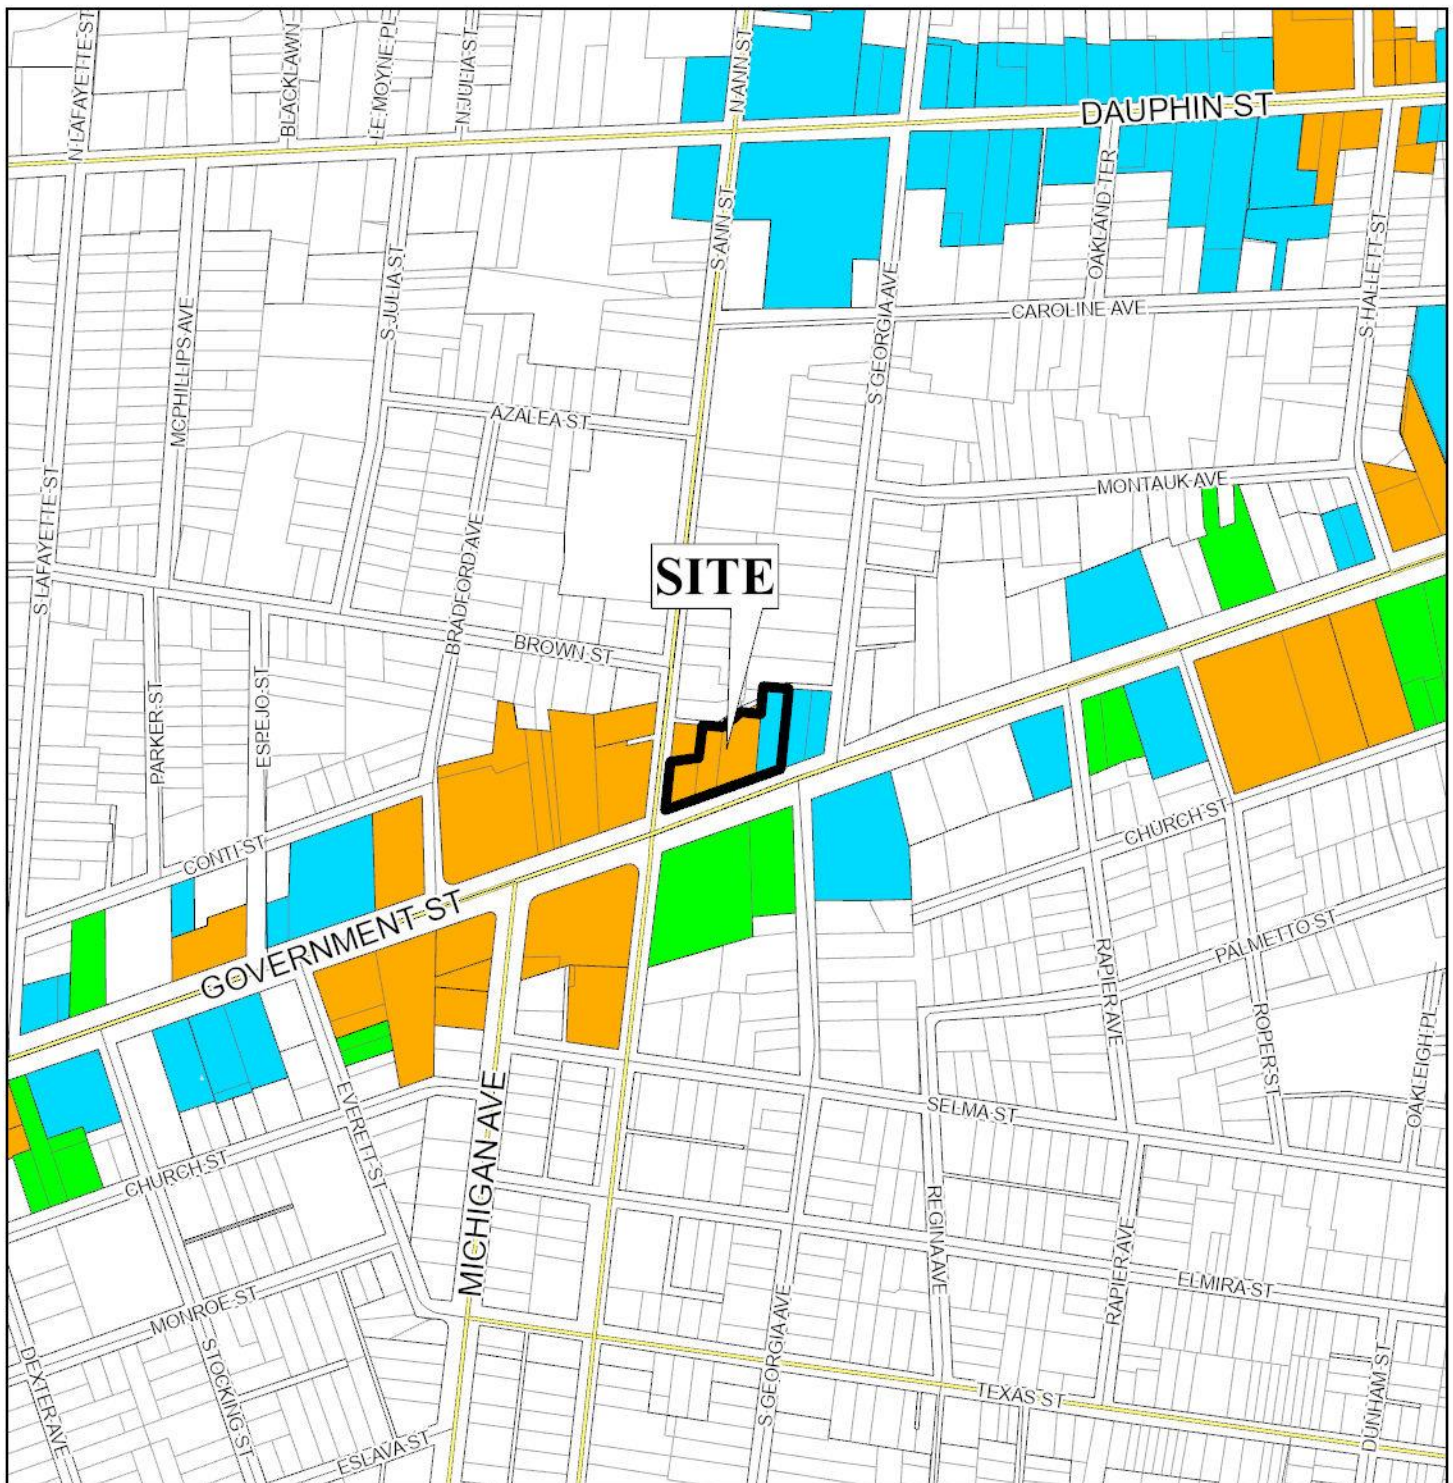 N LAFAYETTE ST
BLACKLAWN
LE MOYNE PL
N JULIA ST
N ANN ST
DAUPHIN ST
S ANN ST
OAKLAND TER
S JULIA ST
S HALLETT ST
MCPHILLIPS AVE
S GEORGIA AVE
CAROLINE AVE
AZALEA ST
MONTAUK AVE
S LAFAYETTE ST
BRADFORD AVE
SITE
BROWN ST
PARKER ST
ESPEJO ST
CONTI ST
CHURCH ST
GOVERNMENT ST
PALMETTO ST
RAPIER AVE
ROPER ST
OAKLEIGH PL
EVERETT ST
MICHIGAN AVE
SELMA ST
CHURCH ST
REGINA AVE
RAPIER AVE
ELMIRA ST
MONROE ST
S GEORGIA AVE
STOCKING ST
DEXTER AVE
TEXAS ST
DUNHAM ST
ESLAVA ST